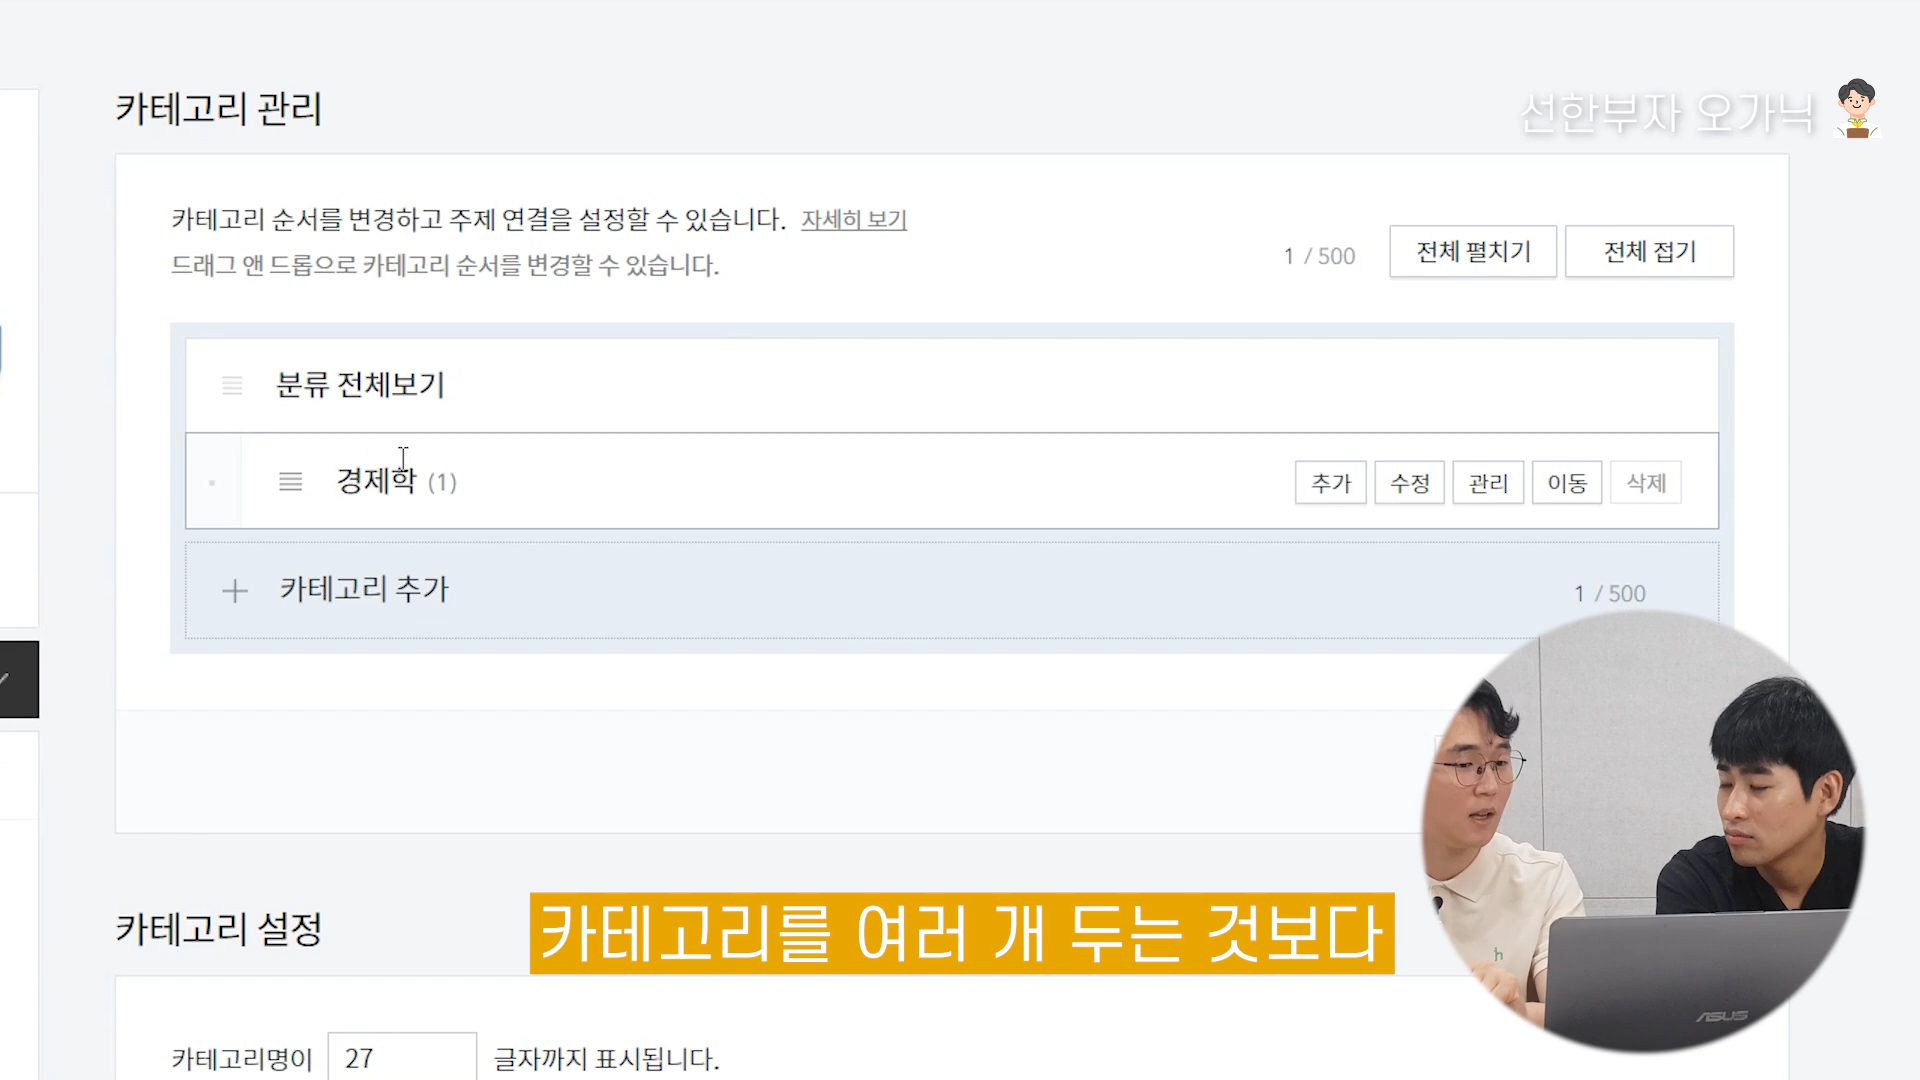 카테고리 관리
선한부자 오가닉
카테고리 순서를 변경하고 주제 연결을 설정할 수 있습니다. 자세히 보기
드래그 앤 드롭으로 카테고리 순서를 변경할 수 있습니다.
1 / 500 전체 펼치기 전체 접기
분류 전체보기
경제학 (1) 추가 수정 관리 이동 삭제
카테고리 추가 1 / 500
카테고리 설정
카테고리를 여러 개 두는 것보다
h
ASUS
카테고리명이 27 글자까지 표시됩니다.